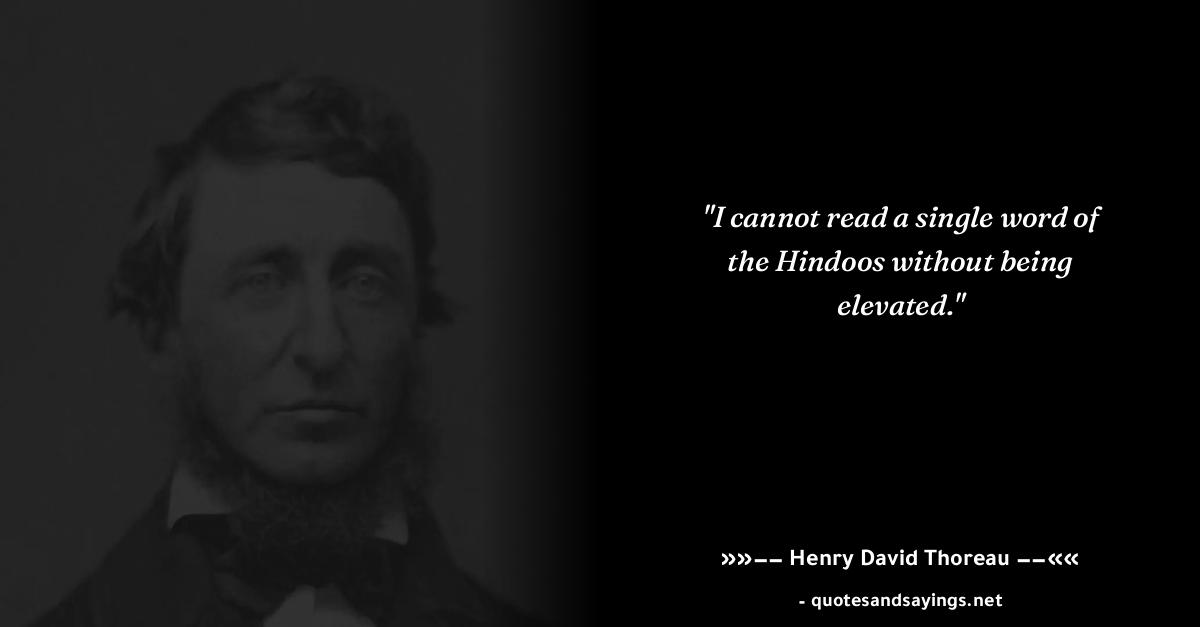 "I cannot read a single word of
the Hindoos without being
elevated."
»»−− Henry David Thoreau −−««
- quotesandsayings.net